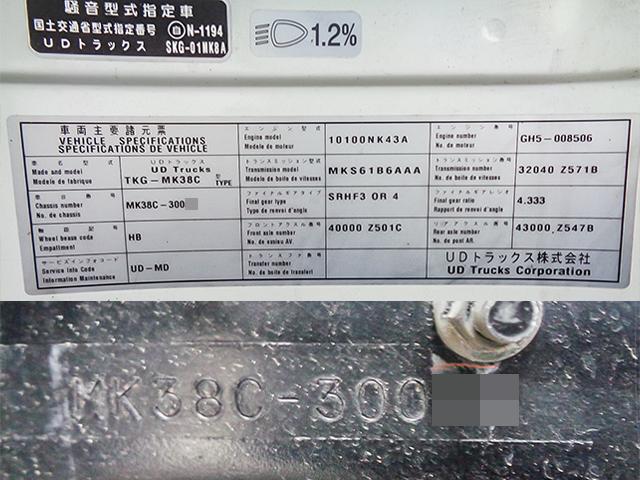 騒音型式指定車
国土交通省型式指定番号 自 N-1194
UDトラックス SKG-01MK8A
1.2%
車両主要諸元票
VEHICLE SPECIFICATIONS
SPECIFICATIONS DE VEHICLE
エンジン型式
Engine model
Modele de moteur
10100NK43A
エンジン番号
Engine number
No. de moteur
GH5-008506
車名型式
Made and model
Modele de fabrique
UDトラックス
UD Trucks
TKG-MK38C 型 TYPE
トランスミッション型式
Transmission model
Modele de boite de vitesses
MKS61B6AAA
トランスミッション番号
Transmission number
No. de boite de vitesses
32040 Z571B
車台番号
Chassis number
No. de chassis
MK38C-300
ファイナルギアタイプ
Final gear type
Type de renvoi d'angle
SRHF3 OR 4
ファイナルギアレシオ
Final gear ratio
Rapport de renvoi d'angle
4.333
軸距記号
Wheel bease code
Empattement
HB
フロントアクスル番号
Front axle number
No. de essieu AV.
40000 Z501C
リアアクスル番号
Rear axle number
No. de pont AR.
43000 Z547B
サービスインフォコード
Service Info Code
Information Maintenance
UD-MD
トランスファ番号
Transfer number
No. de boite de transfert
UDトラックス株式会社
UD Trucks Corporation
MK38C-300